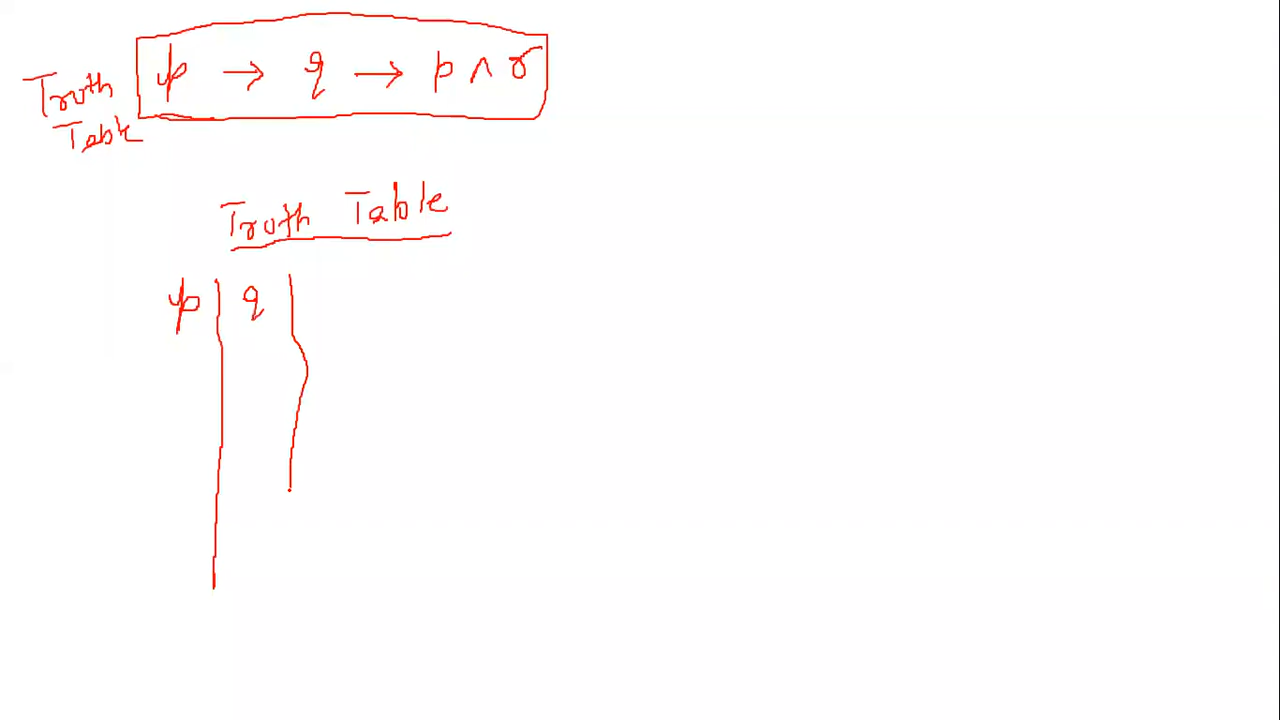 p → q → p ∧ r
Truth
Table
Truth Table
p q